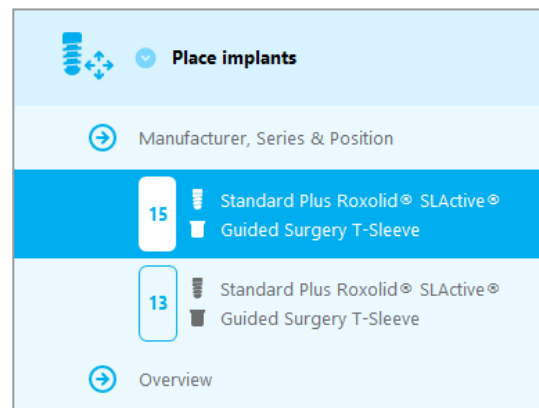 Place implants
Manufacturer, Series & Position
15
Standard Plus Roxolid® SLActive®
Guided Surgery T-Sleeve
13
Standard Plus Roxolid® SLActive®
Guided Surgery T-Sleeve
Overview